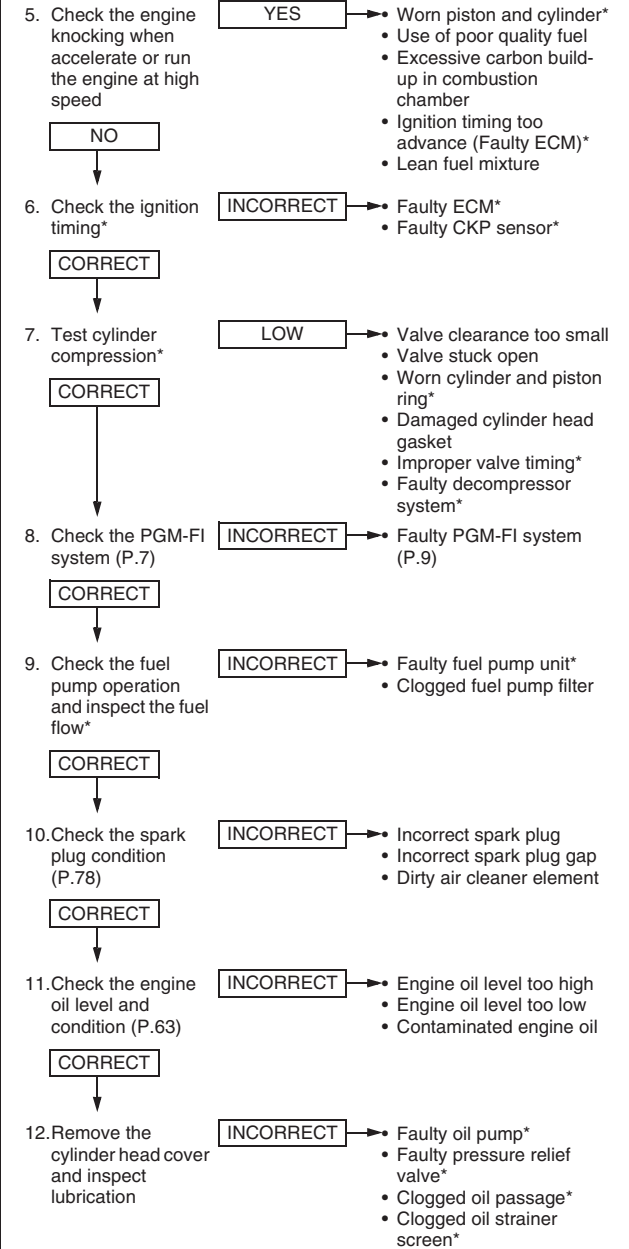 5. Check the engine
knocking when
accelerate or run
the engine at high
speed
YES
• Worn piston and cylinder*
• Use of poor quality fuel
• Excessive carbon build-
up in combustion
chamber
• Ignition timing too
advance (Faulty ECM)*
• Lean fuel mixture
NO
6. Check the ignition
timing*
INCORRECT
• Faulty ECM*
• Faulty CKP sensor*
CORRECT
7. Test cylinder
compression*
LOW
• Valve clearance too small
• Valve stuck open
• Worn cylinder and piston
ring*
• Damaged cylinder head
gasket
• Improper valve timing*
• Faulty decompressor
system*
CORRECT
8. Check the PGM-FI
system (P.7)
INCORRECT
• Faulty PGM-FI system
(P.9)
CORRECT
9. Check the fuel
pump operation
and inspect the fuel
flow*
INCORRECT
• Faulty fuel pump unit*
• Clogged fuel pump filter
CORRECT
10.Check the spark
plug condition
(P.78)
INCORRECT
• Incorrect spark plug
• Incorrect spark plug gap
• Dirty air cleaner element
CORRECT
11.Check the engine
oil level and
condition (P.63)
INCORRECT
• Engine oil level too high
• Engine oil level too low
• Contaminated engine oil
CORRECT
12.Remove the
cylinder head cover
and inspect
lubrication
INCORRECT
• Faulty oil pump*
• Faulty pressure relief
valve*
• Clogged oil passage*
• Clogged oil strainer
screen*